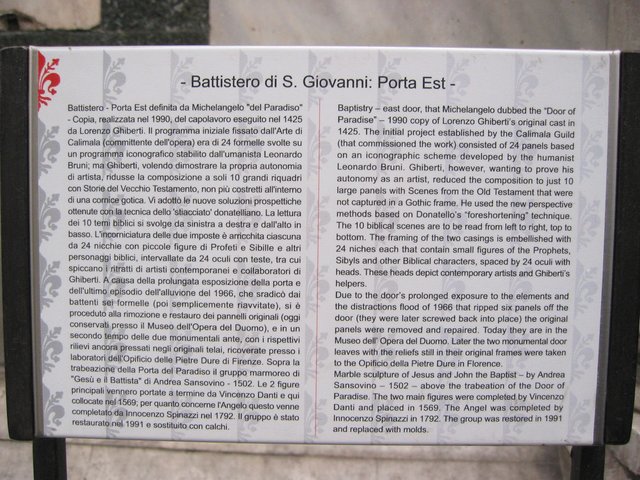 - Battistero di S. Giovanni: Porta Est -
Battistero - Porta Est definita da Michelangelo "del Paradiso"
- Copia, realizzata nel 1990, del capolavoro eseguito nel 1425
da Lorenzo Ghiberti. Il programma iniziale fissato dall'Arte di
Calimala (committente dell'opera) era di 24 formelle svolte su
un programma iconografico stabilito dall'umanista Leonardo
Bruni; ma Ghiberti, volendo dimostrare la propria autonomia
di artista, ridusse la composizione a soli 10 grandi riquadri
con Storie del Vecchio Testamento, non più costretti all'interno
di una cornice gotica. Vi adottò le nuove soluzioni prospettiche
ottenute con la tecnica dello 'stiacciato' donatelliano. La lettura
dei 10 temi biblici si svolge da sinistra a destra e dall'alto in
basso. L'incorniciatura delle due imposte è arricchita ciascuna
da 24 nicchie con piccole figure di Profeti e Sibille e altri
personaggi biblici, intervallate da 24 oculi con teste, tra cui
spiccano i ritratti di artisti contemporanei e collaboratori di
Ghiberti. A causa della prolungata esposizione della porta e
dell'ultimo episodio dell'alluvione del 1966, che sradicò dai
battenti sei formelle (poi semplicemente riavvitate), si è
proceduto alla rimozione e restauro dei pannelli originali (oggi
conservati presso il Museo dell'Opera del Duomo), e in un
secondo tempo delle due monumentali ante, con i rispettivi
rilievi ancora pressati negli originali telai, ricoverate presso i
laboratori dell'Opificio delle Pietre Dure di Firenze. Sopra la
trabeazione della Porta del Paradiso il gruppo marmoreo di
"Gesù e il Battista" di Andrea Sansovino - 1502. Le 2 figure
principali vennero portate a termine da Vincenzo Danti e qui
collocate nel 1569; per quanto concerne l'Angelo questo venne
completato da Innocenzo Spinazzi nel 1792. Il gruppo è stato
restaurato nel 1991 e sostituito con calchi.
Baptistry – east door, that Michelangelo dubbed the "Door of
Paradise" – 1990 copy of Lorenzo Ghiberti's original cast in
1425. The initial project established by the Calimala Guild
(that commissioned the work) consisted of 24 panels based
on an iconographic scheme developed by the humanist
Leonardo Bruni. Ghiberti, however, wanting to prove his
autonomy as an artist, reduced the composition to just 10
large panels with Scenes from the Old Testament that were
not captured in a Gothic frame. He used the new perspective
methods based on Donatello's "foreshortening" technique.
The 10 biblical scenes are to be read from left to right, top to
bottom. The framing of the two casings is embellished with
24 niches each that contain small figures of the Prophets,
Sibyls and other Biblical characters, spaced by 24 oculi with
heads. These heads depict contemporary artists and Ghiberti's
helpers.
Due to the door's prolonged exposure to the elements and
the distractions flood of 1966 that ripped six panels off the
door (they were later screwed back into place) the original
panels were removed and repaired. Today they are in the
Museo dell' Opera del Duomo. Later the two monumental door
leaves with the reliefs still in their original frames were taken
to the Opificio della Pietre Dure in Florence.
Marble sculpture of Jesus and John the Baptist – by Andrea
Sansovino – 1502 – above the trabeation of the Door of
Paradise. The two main figures were completed by Vincenzo
Danti and placed in 1569. The Angel was completed by
Innocenzo Spinazzi in 1792. The group was restored in 1991
and replaced with molds.